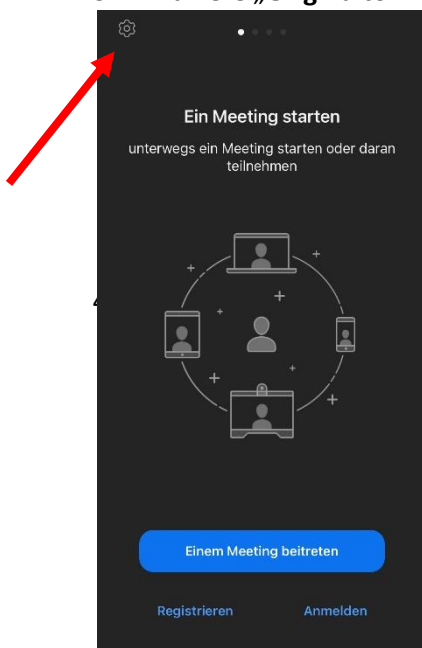 Ein Meeting starten
unterwegs ein Meeting starten oder daran
teilnehmen
Einem Meeting beitreten
Registrieren
Anmelden